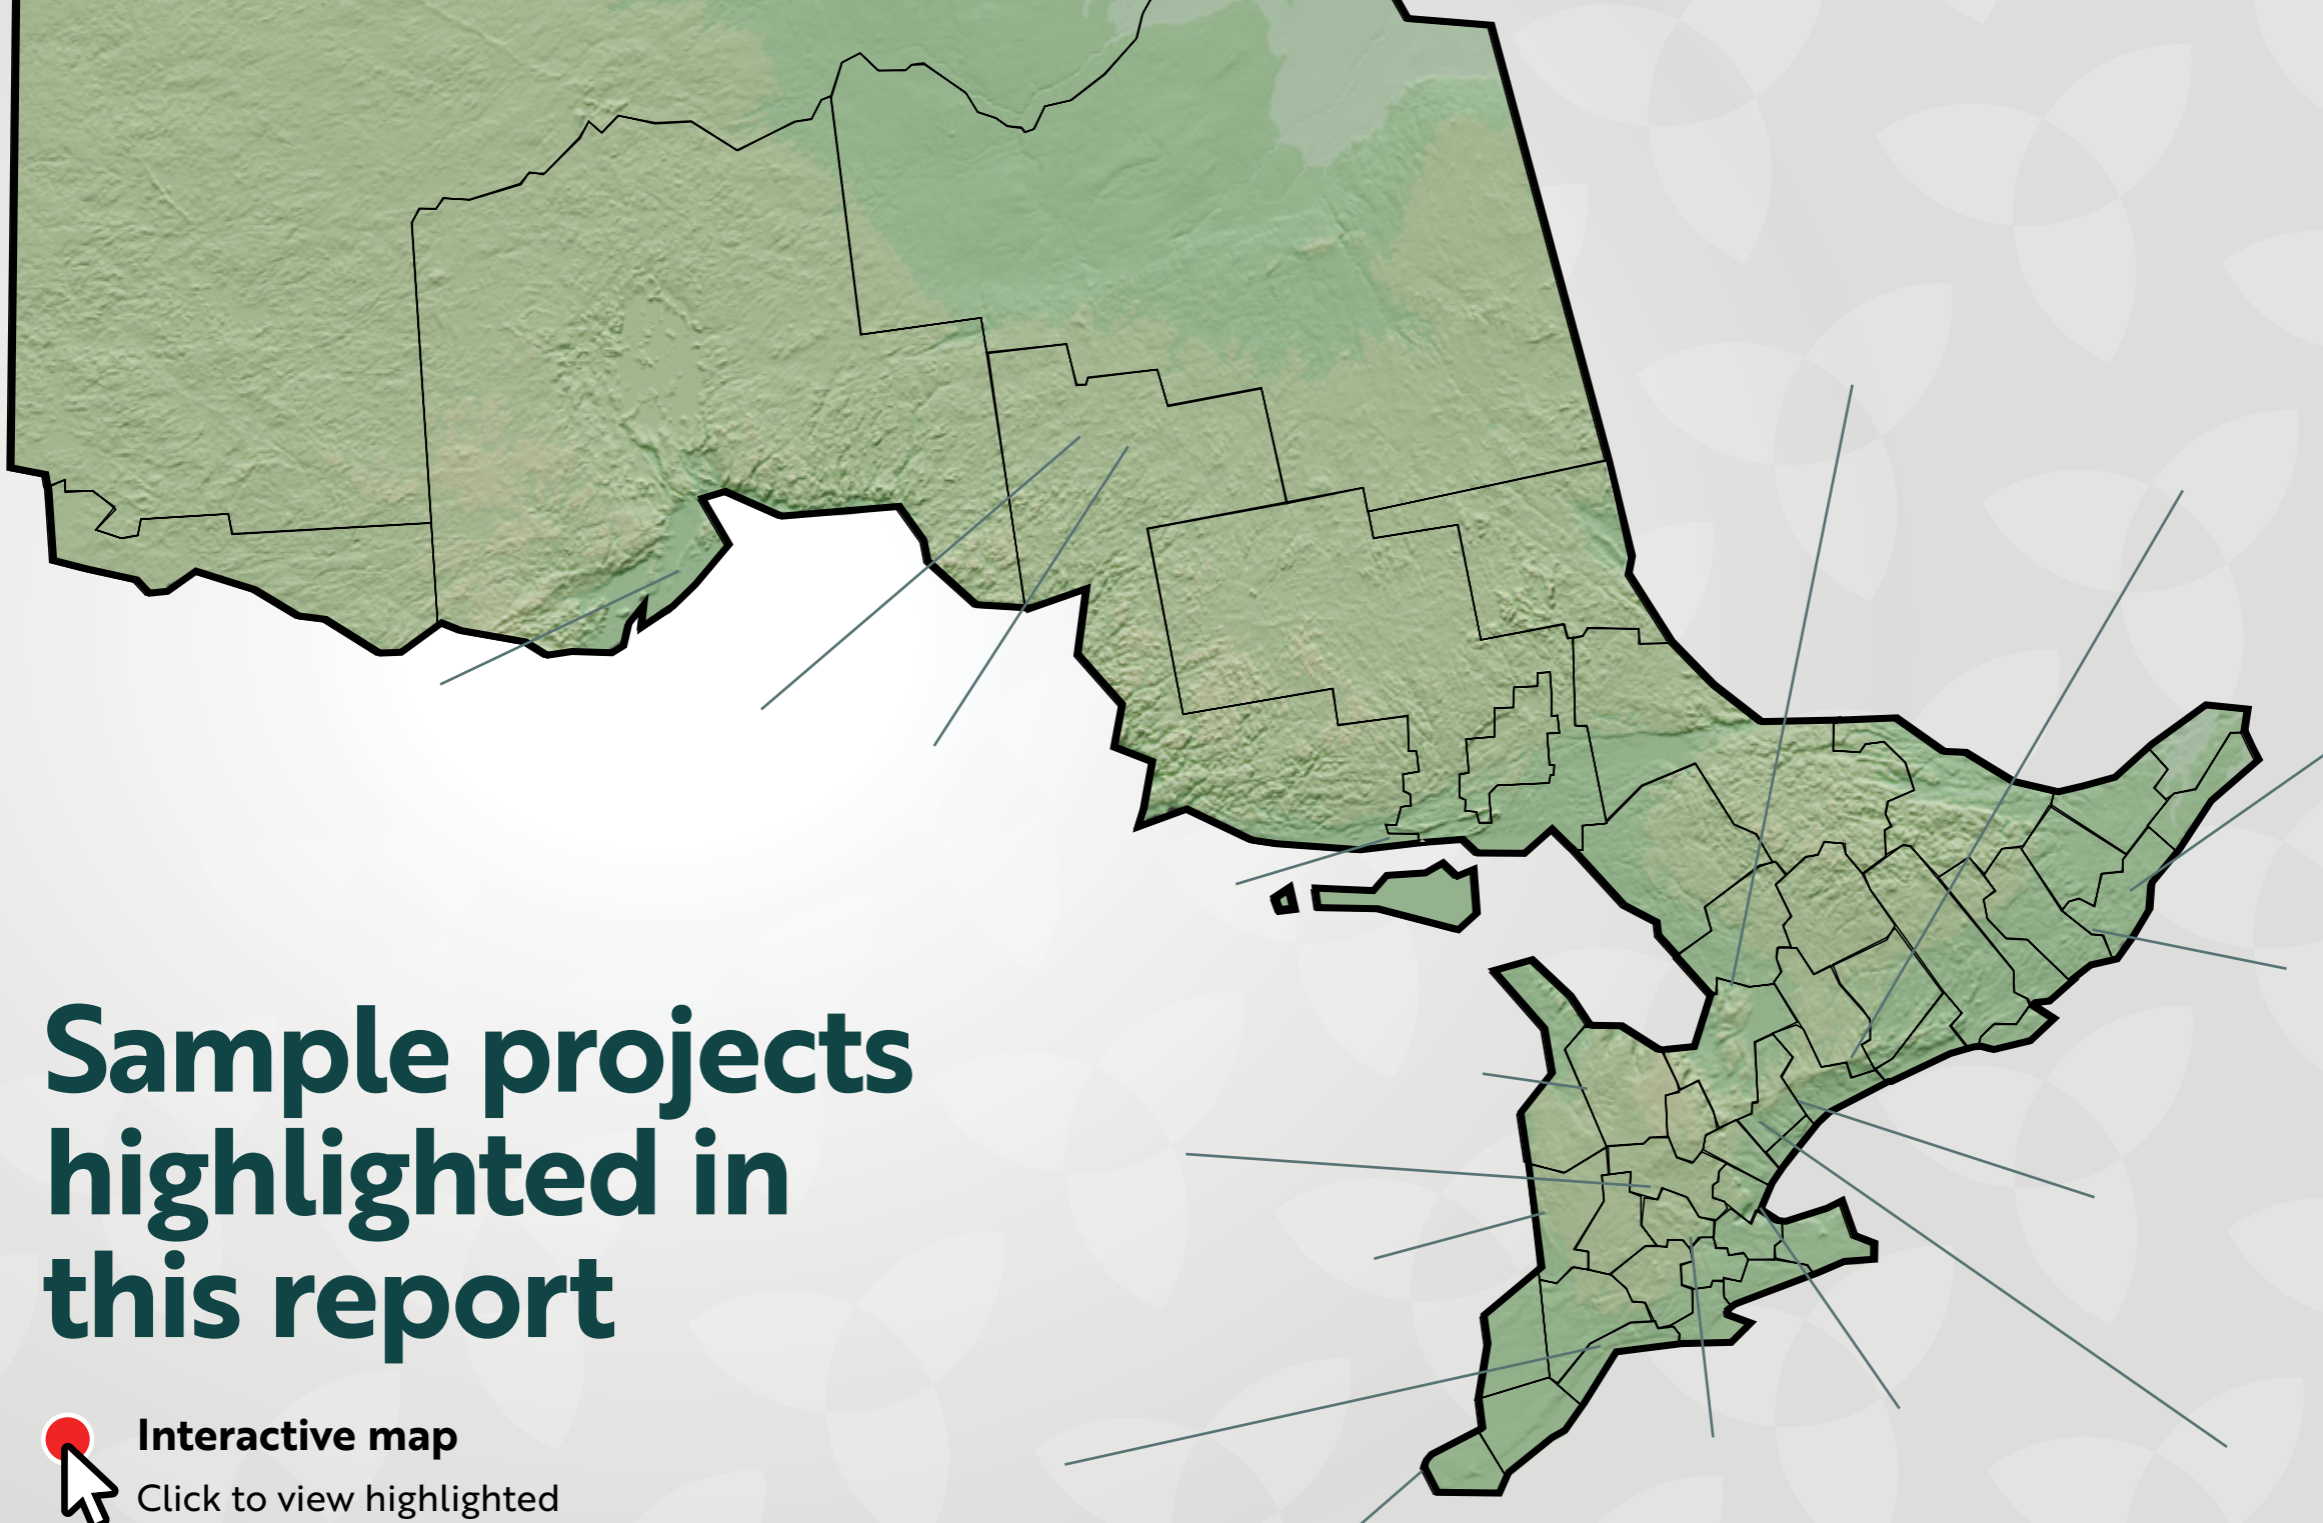 Sample projects
highlighted in
this report
Interactive map
Click to view highlighted